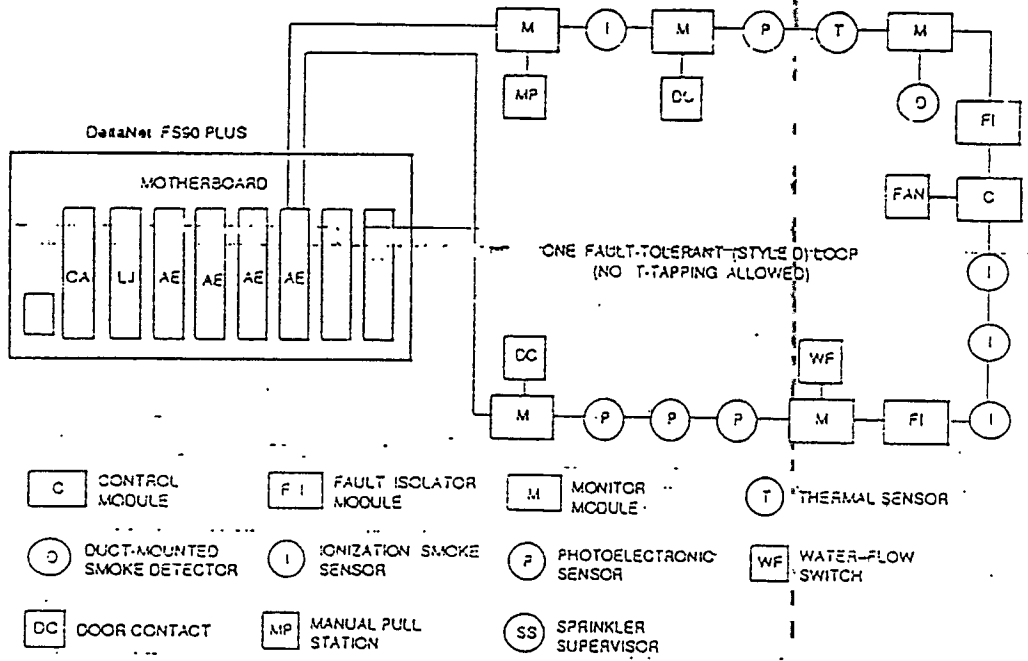 M I M P T M
MP DC D
DeltaNet FS90 PLUS
FI
MOTHERBOARD
FAN C
CA LJ AE AE AE AE
ONE FAULT-TOLERANT (STYLE D) LOOP
(NO T-TAPPING ALLOWED)
I
I
DC WF
M P P P M FI I
C CONTROL
MODULE
FI FAULT ISOLATOR
MODULE
M MONITOR
MODULE
T THERMAL SENSOR
D DUCT-MOUNTED
SMOKE DETECTOR
I IONIZATION SMOKE
SENSOR
P PHOTOELECTRONIC
SENSOR
WF WATER-FLOW
SWITCH
DC DOOR CONTACT
MP MANUAL PULL
STATION
SS SPRINKLER
SUPERVISOR